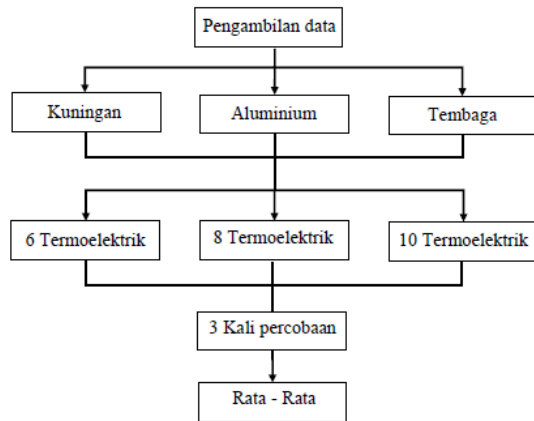 Pengambilan data
Kuningan
Aluminium
Tembaga
6 Termoelektrik
8 Termoelektrik
10 Termoelektrik
3 Kali percobaan
Rata - Rata